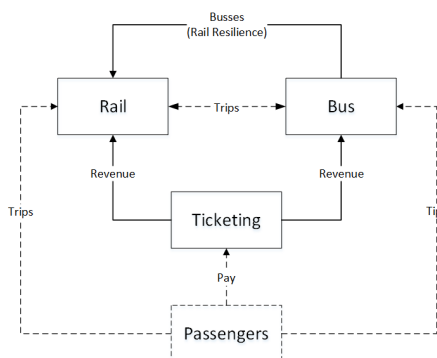 Busses
(Rail Resilience)
Rail
Trips
Bus
Revenue
Revenue
Trips
Ticketing
Pay
Passengers